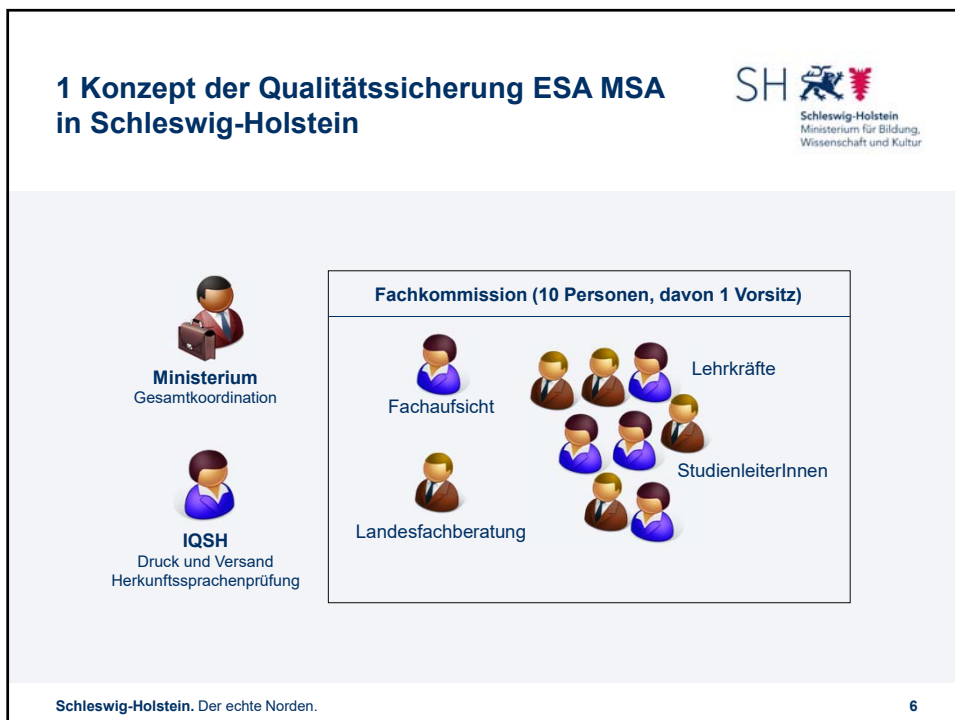 1 Konzept der Qualitätssicherung ESA MSA
in Schleswig-Holstein
SH
Schleswig-Holstein
Ministerium für Bildung,
Wissenschaft und Kultur
Ministerium
Gesamtkoordination
IQSH
Druck und Versand
Herkunftssprachenprüfung
Fachkommission (10 Personen, davon 1 Vorsitz)
Fachaufsicht
Lehrkräfte
StudienleiterInnen
Landesfachberatung
Schleswig-Holstein. Der echte Norden.
6